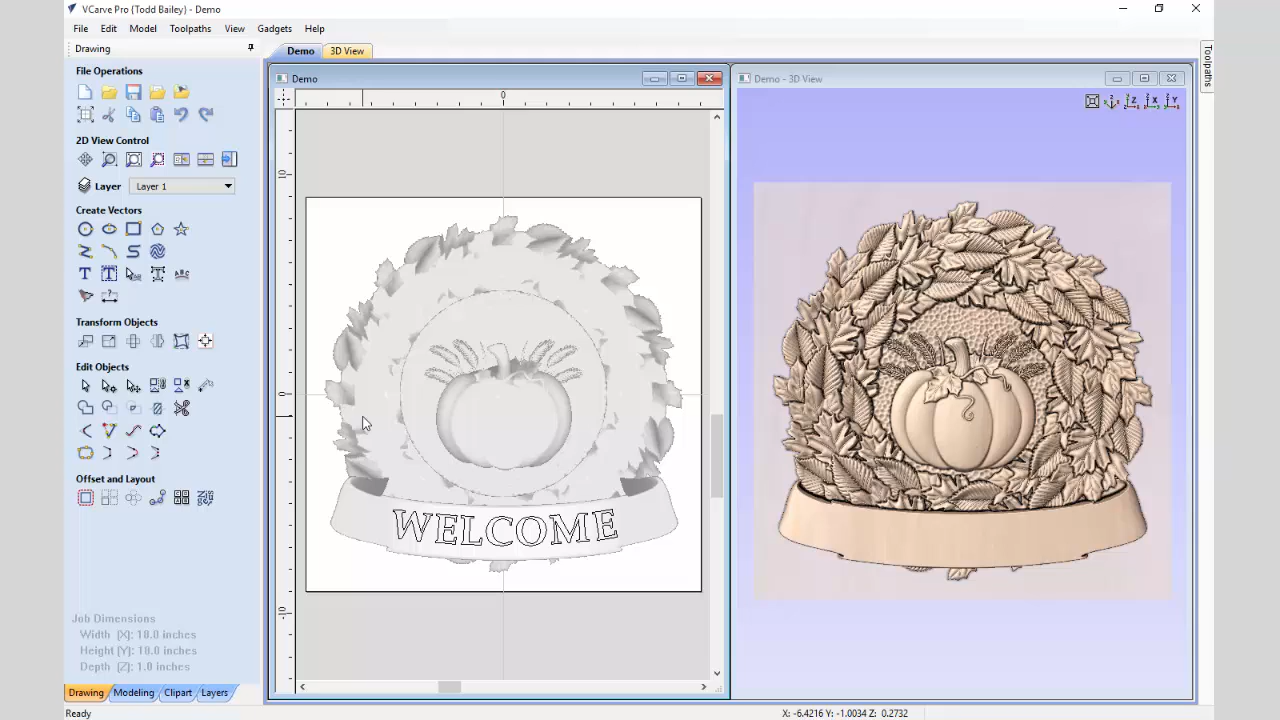 VCarve Pro (Todd Bailey) - Demo
File Edit Model Toolpaths View Gadgets Help
Drawing
Demo 3D View
File Operations
2D View Control
Layer Layer 1
Create Vectors
Transform Objects
Edit Objects
Offset and Layout
Job Dimensions
Width (X): 18.0 inches
Height (Y): 18.0 inches
Depth (Z): 1.0 inches
Drawing Modeling Clipart Layers
Ready
Demo
0
10
0
-10
WELCOME
Demo - 3D View
Z X Y
Toolpaths
X: -6.4216 Y: -1.0034 Z: 0.2732